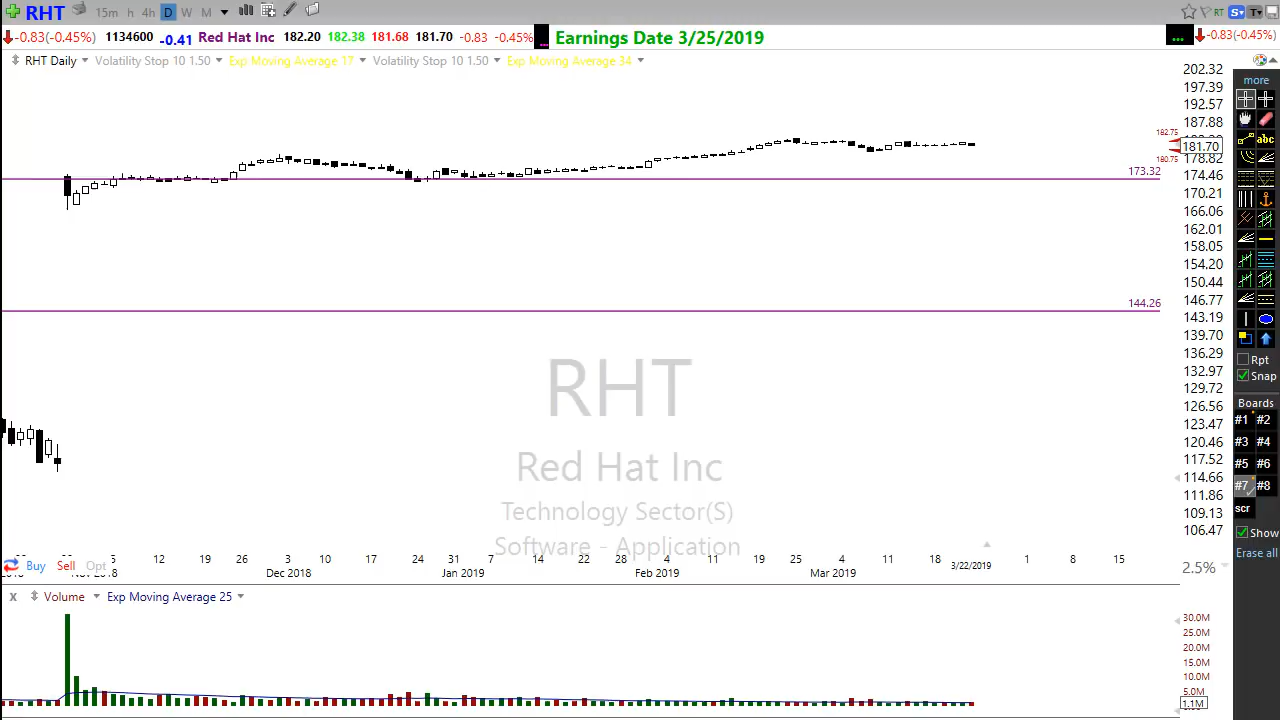 RHT 15m h 4h D W M RT S T
-0.83(-0.45%) 1134600 -0.41 Red Hat Inc 182.20 182.38 181.68 181.70 -0.83 -0.45% ... Earnings Date 3/25/2019 ... -0.83(-0.45%)
RHT Daily Volatility Stop 10 1.50 Exp Moving Average 17 Volatility Stop 10 1.50 Exp Moving Average 34
202.32
197.39
192.57
187.88
182.75
181.70
180.75
178.82
173.32
174.46
170.21
166.06
162.01
158.05
154.20
150.44
144.26
146.77
143.19
139.70
136.29
132.97
129.72
126.56
123.47
120.46
117.52
114.66
111.86
109.13
106.47
RHT
Red Hat Inc
Technology Sector(S)
Software - Application
more
abc
Rpt
Snap
Boards
#1 #2
#3 #4
#5 #6
#7 #8
scr
Show
Erase all
5 12 19 26 3 10 17 24 31 7 14 22 28 4 11 19 25 4 11 18 3/22/2019 1 8 15
Dec 2018 Jan 2019 Feb 2019 Mar 2019
Buy Sell Opt
2.5%
x Volume Exp Moving Average 25
30.0M
25.0M
20.0M
15.0M
10.0M
5.0M
1.1M